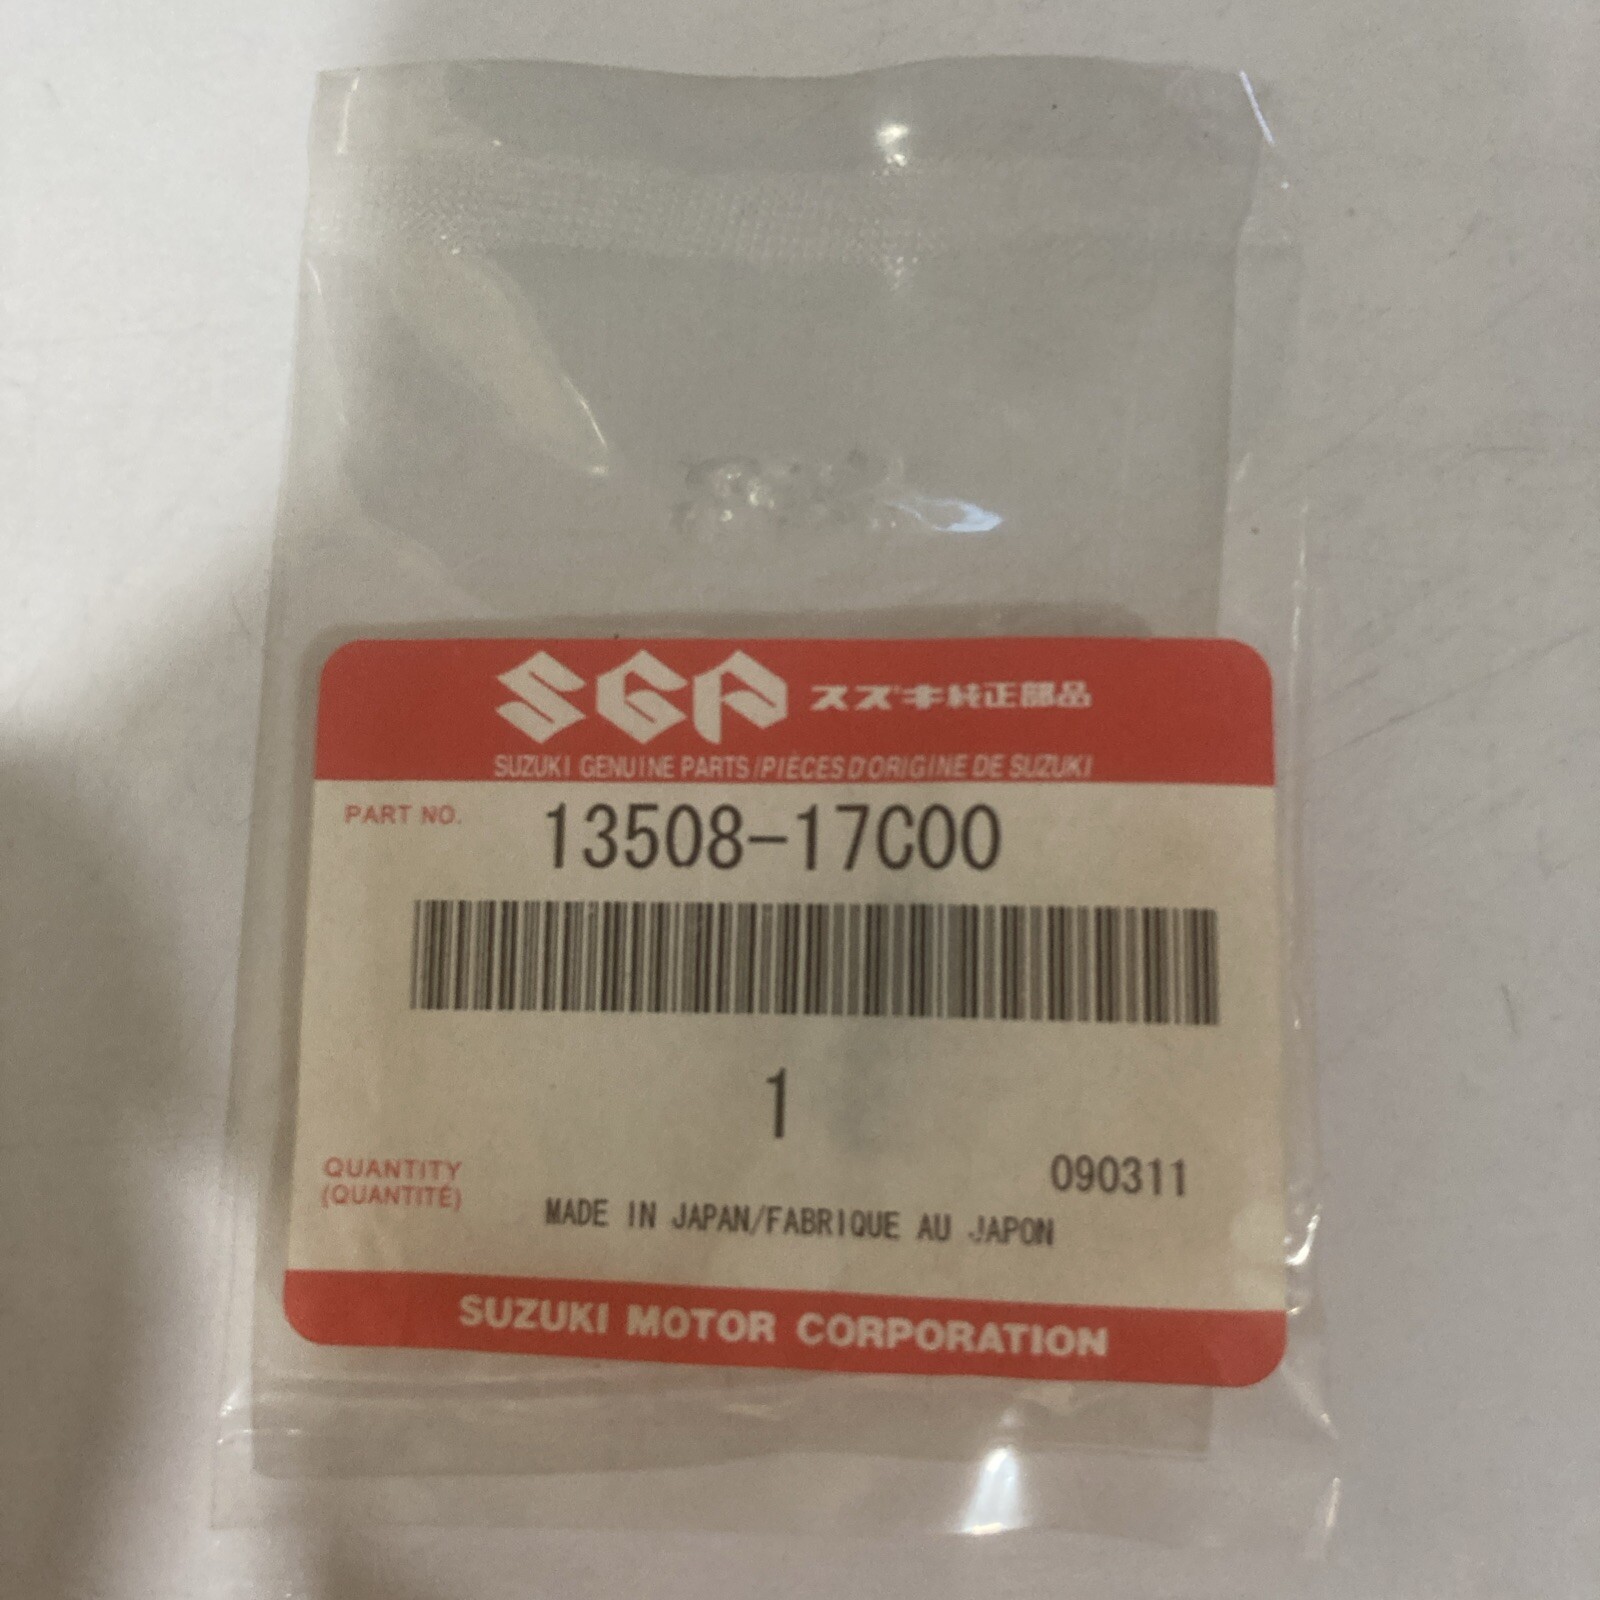 SGP スズキ純正部品
SUZUKI GENUINE PARTS/PIÈCES D'ORIGINE DE SUZUKI
PART NO. 13508-17C00
1
QUANTITY
(QUANTITÉ)
090311
MADE IN JAPAN/FABRIQUE AU JAPON
SUZUKI MOTOR CORPORATION